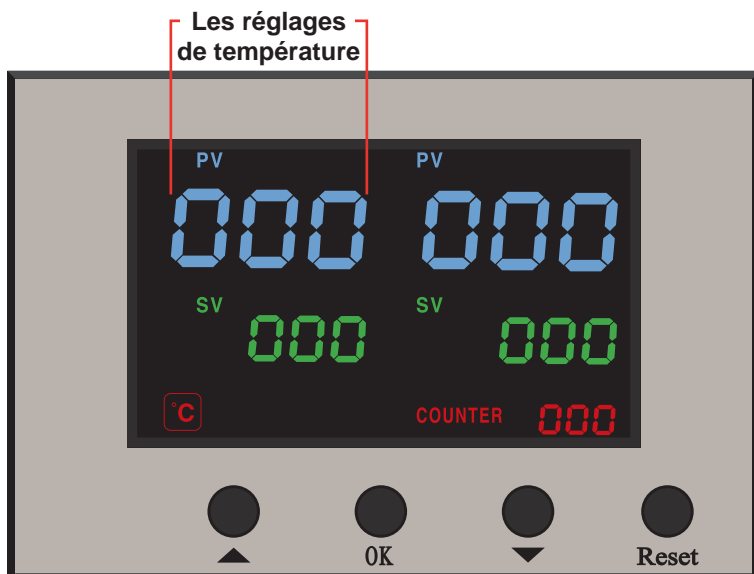 Les réglages
de température
PV PV
000 000
SV SV
000 000
°C COUNTER 000
▲ OK ▼ Reset